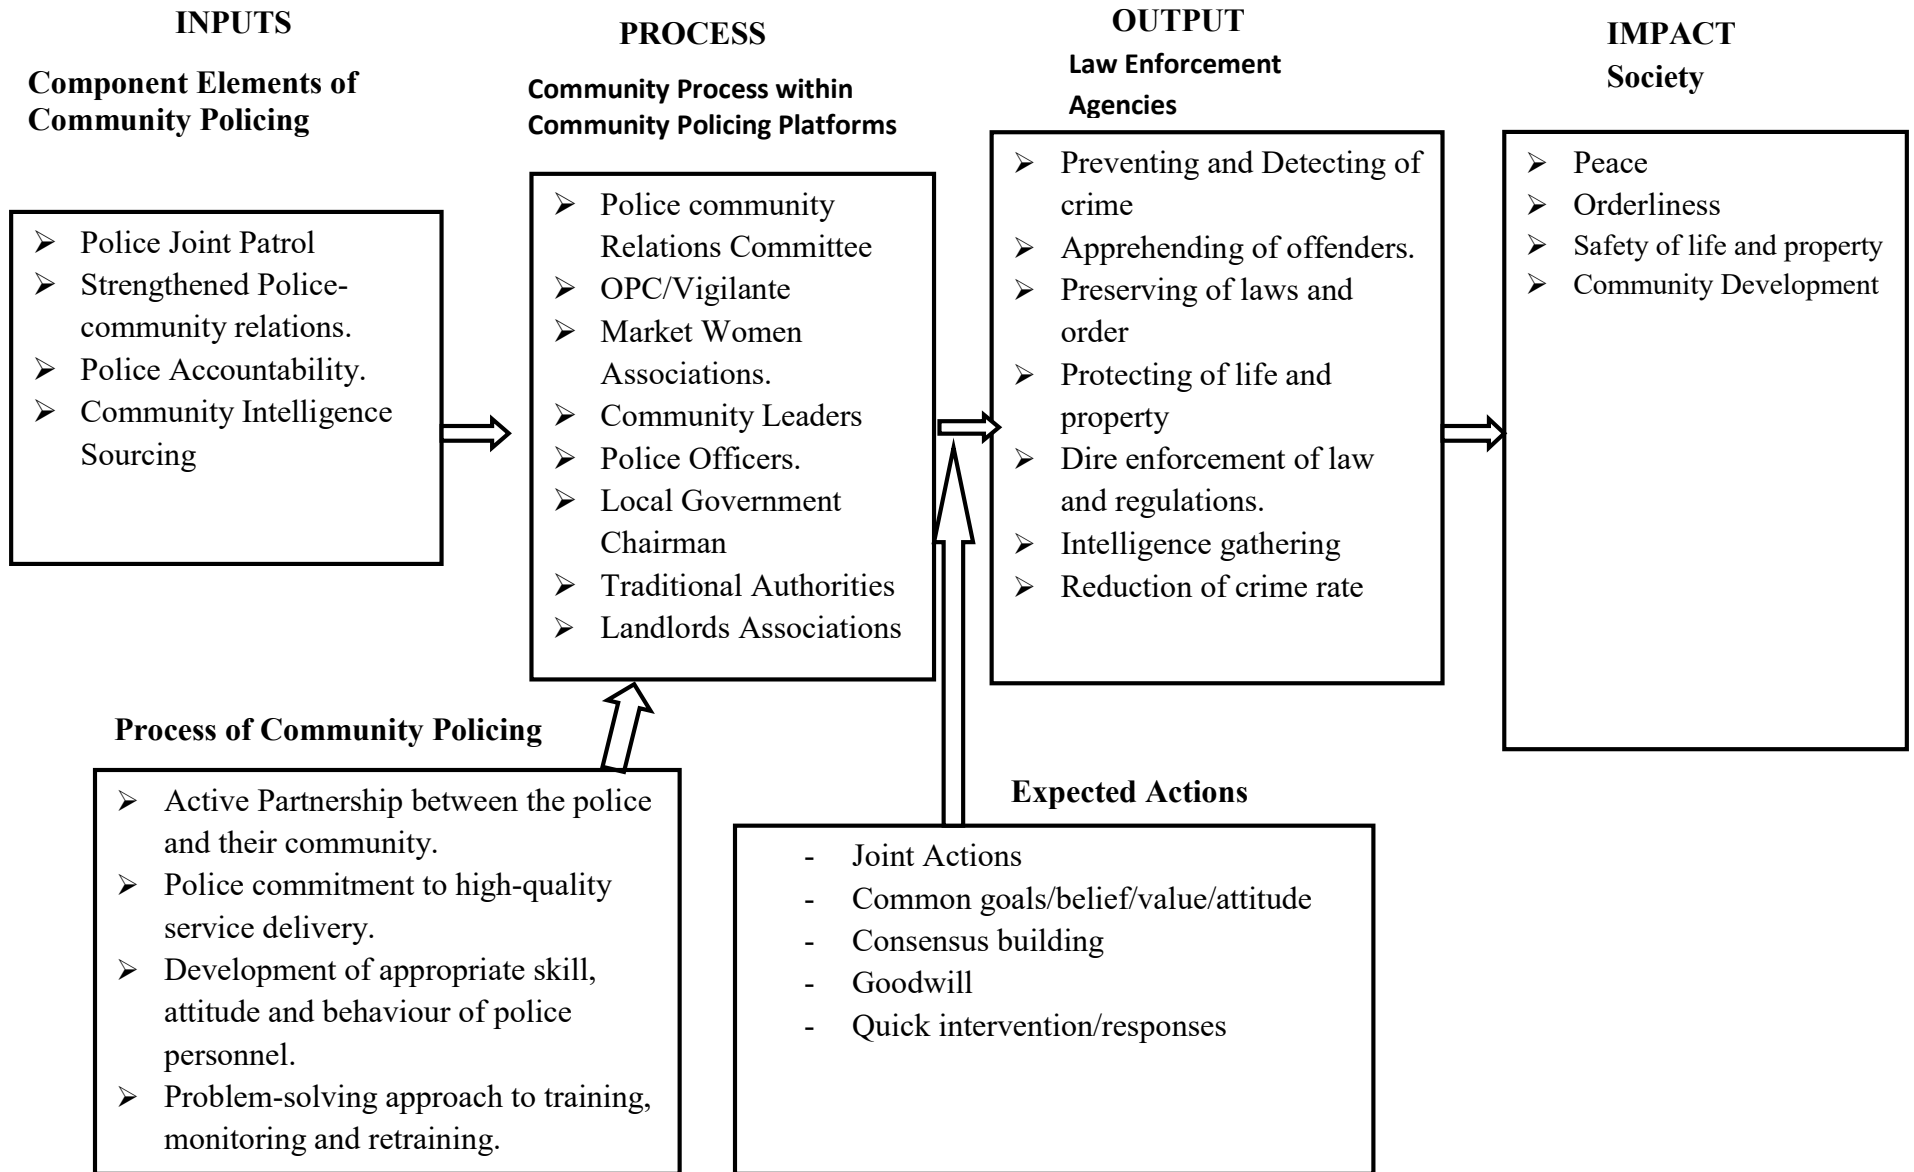 INPUTS
Component Elements of
Community Policing
➢ Police Joint Patrol
➢ Strengthened Police-
community relations.
➢ Police Accountability.
➢ Community Intelligence
Sourcing
PROCESS
Community Process within
Community Policing Platforms
➢ Police community
Relations Committee
➢ OPC/Vigilante
➢ Market Women
Associations.
➢ Community Leaders
➢ Police Officers.
➢ Local Government
Chairman
➢ Traditional Authorities
➢ Landlords Associations
OUTPUT
Law Enforcement
Agencies
➢ Preventing and Detecting of
crime
➢ Apprehending of offenders.
➢ Preserving of laws and
order
➢ Protecting of life and
property
➢ Dire enforcement of law
and regulations.
➢ Intelligence gathering
➢ Reduction of crime rate
IMPACT
Society
➢ Peace
➢ Orderliness
➢ Safety of life and property
➢ Community Development
Process of Community Policing
➢ Active Partnership between the police
and their community.
➢ Police commitment to high-quality
service delivery.
➢ Development of appropriate skill,
attitude and behaviour of police
personnel.
➢ Problem-solving approach to training,
monitoring and retraining.
Expected Actions
- Joint Actions
- Common goals/belief/value/attitude
- Consensus building
- Goodwill
- Quick intervention/responses